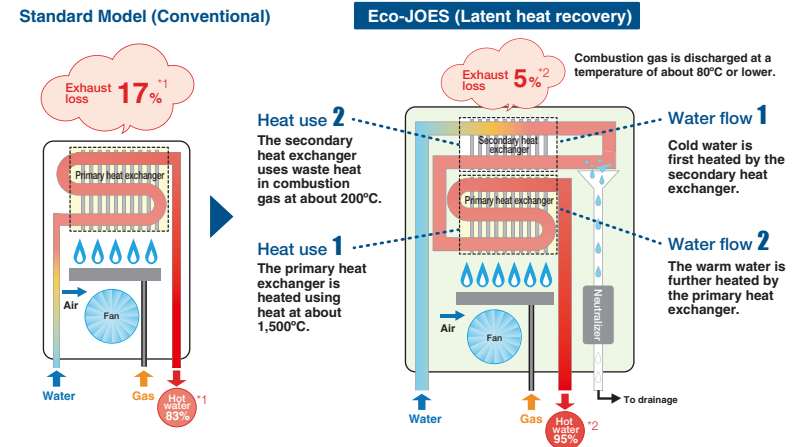 Standard Model (Conventional)
Exhaust
loss 17% *1
Primary heat exchanger
Air
Fan
Water
Gas
Hot
water
83%
*1
Eco-JOES (Latent heat recovery)
Exhaust
loss 5% *2
Combustion gas is discharged at a
temperature of about 80ºC or lower.
Heat use 2
The secondary
heat exchanger
uses waste heat
in combustion
gas at about 200ºC.
Heat use 1
The primary heat
exchanger is
heated using
heat at about
1,500ºC.
Secondary heat
exchanger
Primary heat exchanger
Air
Fan
Neutralizer
Water flow 1
Cold water is
first heated by the
secondary heat
exchanger.
Water flow 2
The warm water is
further heated by
the primary heat
exchanger.
To drainage
Water
Gas
Hot
water
95%
*2